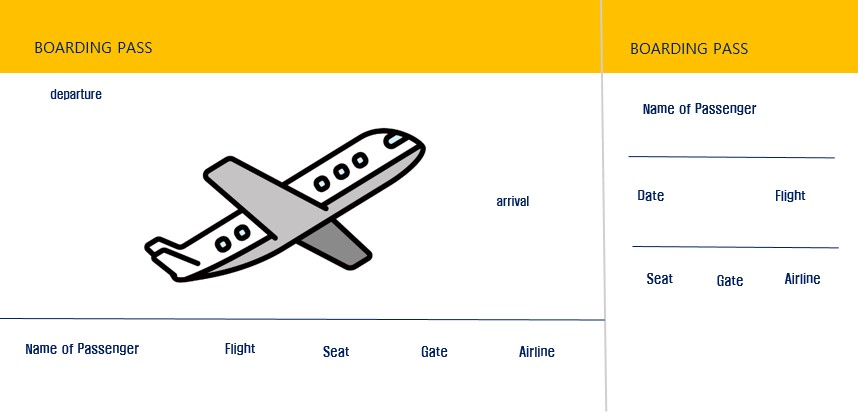 BOARDING PASS
departure
arrival
Name of Passenger Flight Seat Gate Airline
BOARDING PASS
Name of Passenger
Date Flight
Seat Gate Airline